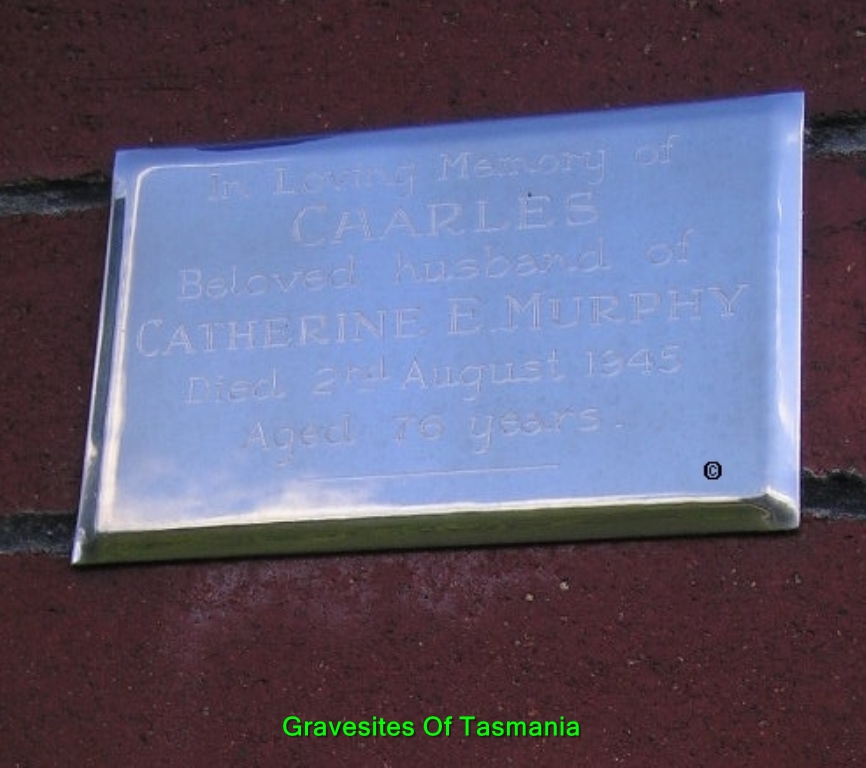 In Loving Memory of
CHARLES
Beloved husband of
CATHERINE E. MURPHY
Died 2nd August 1945
Aged 76 years.
©
Gravesites Of Tasmania